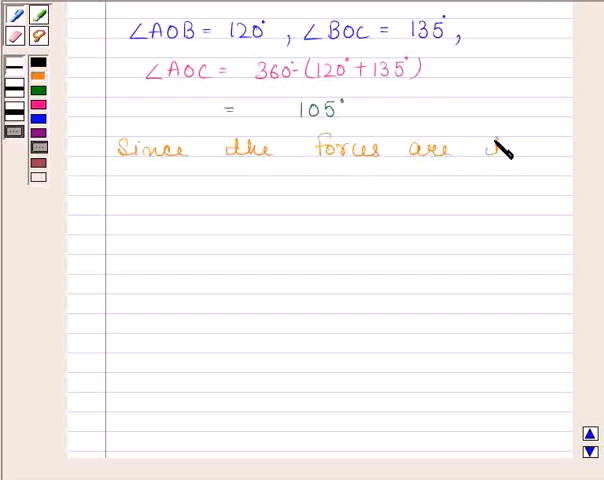 ∠AOB = 120°, ∠BOC = 135°,
∠AOC = 360° - (120° + 135°)
= 105°
Since the forces are i